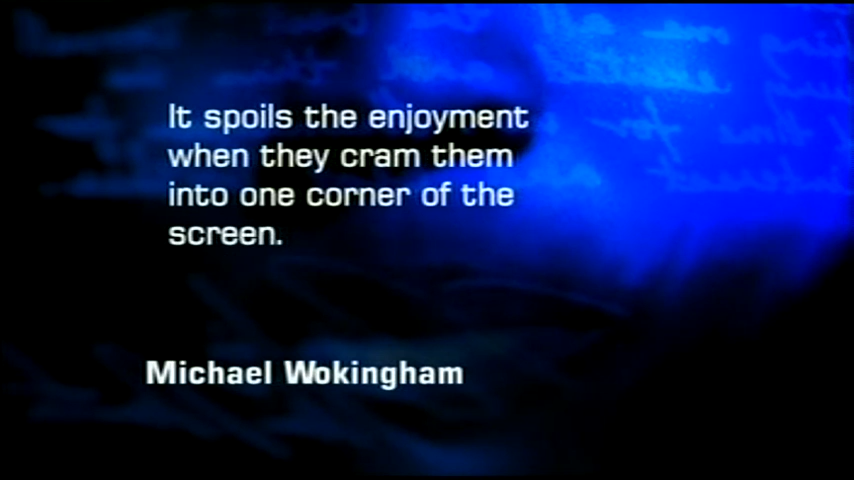 It spoils the enjoyment
when they cram them
into one corner of the
screen.
Michael Wokingham